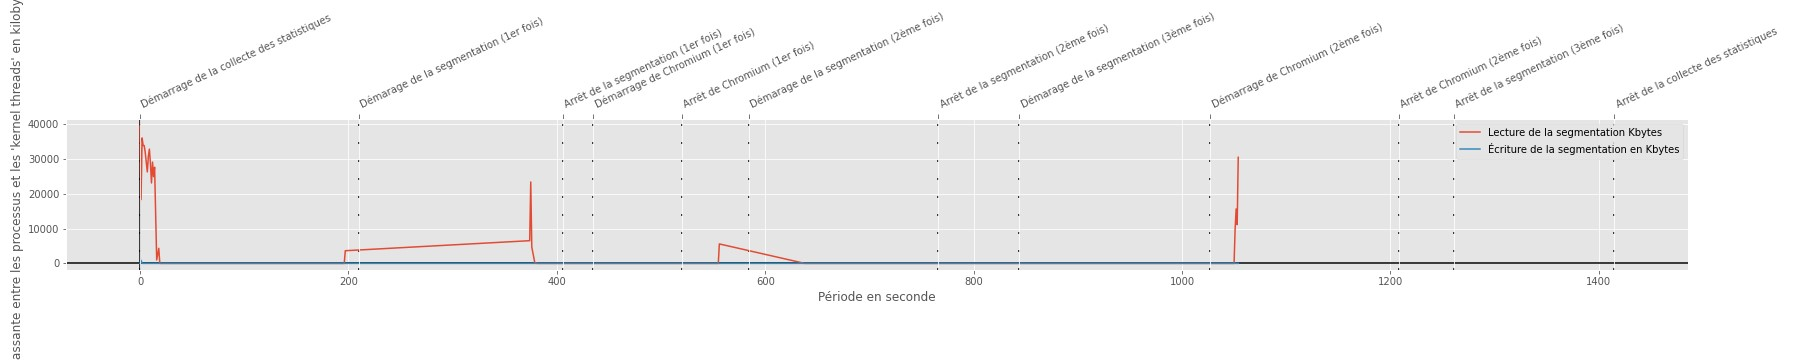 Démarrage de la collecte des statistiques
Démarage de la segmentation (1er fois)
Arrêt de la segmentation (1er fois)
Démarrage de Chromium (1er fois)
Arrêt de Chromium (1er fois)
Démarage de la segmentation (2ème fois)
Arrêt de la segmentation (2ème fois)
Démarage de la segmentation (3ème fois)
Démarrage de Chromium (2ème fois)
Arrêt de Chromium (2ème fois)
Arrêt de la segmentation (3ème fois)
Arrêt de la collecte des statistiques
assante entre les processus et les 'kernel threads' en kiloby
40000
30000
20000
10000
0
Lecture de la segmentation Kbytes
Écriture de la segmentation en Kbytes
0 200 400 600 800 1000 1200 1400
Période en seconde